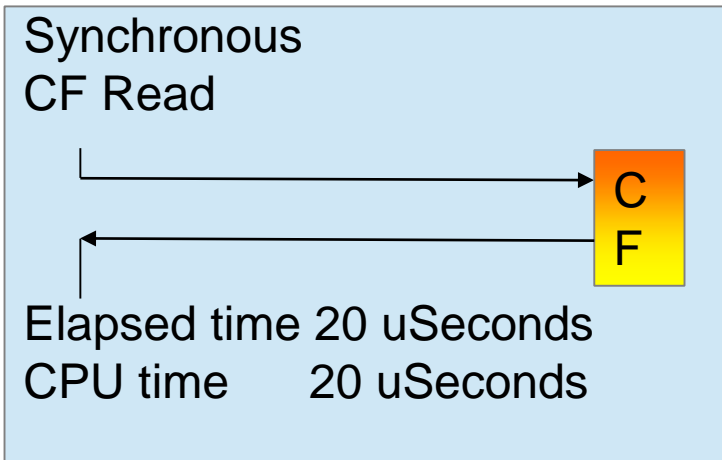 Synchronous
CF Read
C
F
Elapsed time 20 uSeconds
CPU time 20 uSeconds